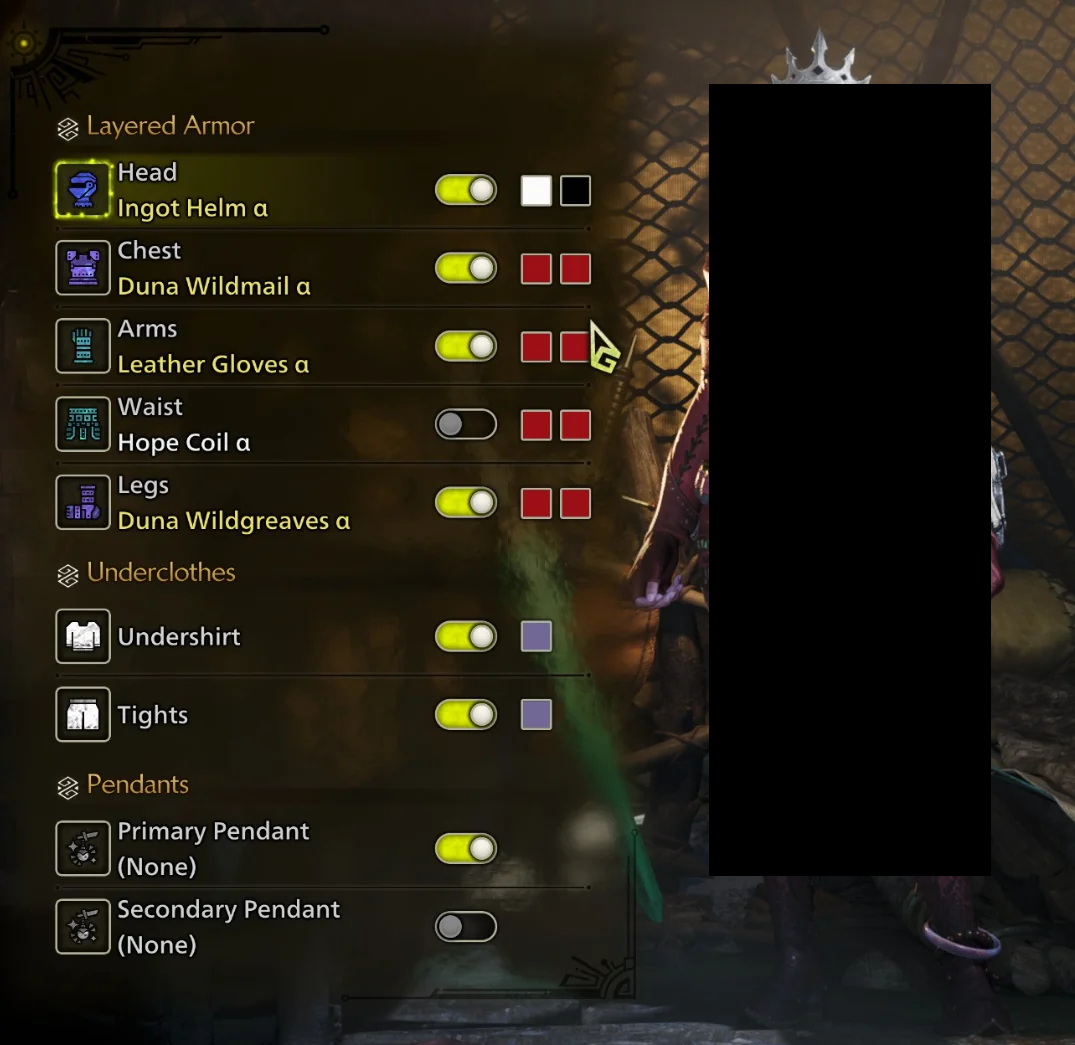 Layered Armor
Head
Ingot Helm α
Chest
Duna Wildmail α
Arms
Leather Gloves α
Waist
Hope Coil α
Legs
Duna Wildgreaves α
Underclothes
Undershirt
Tights
Pendants
Primary Pendant
(None)
Secondary Pendant
(None)